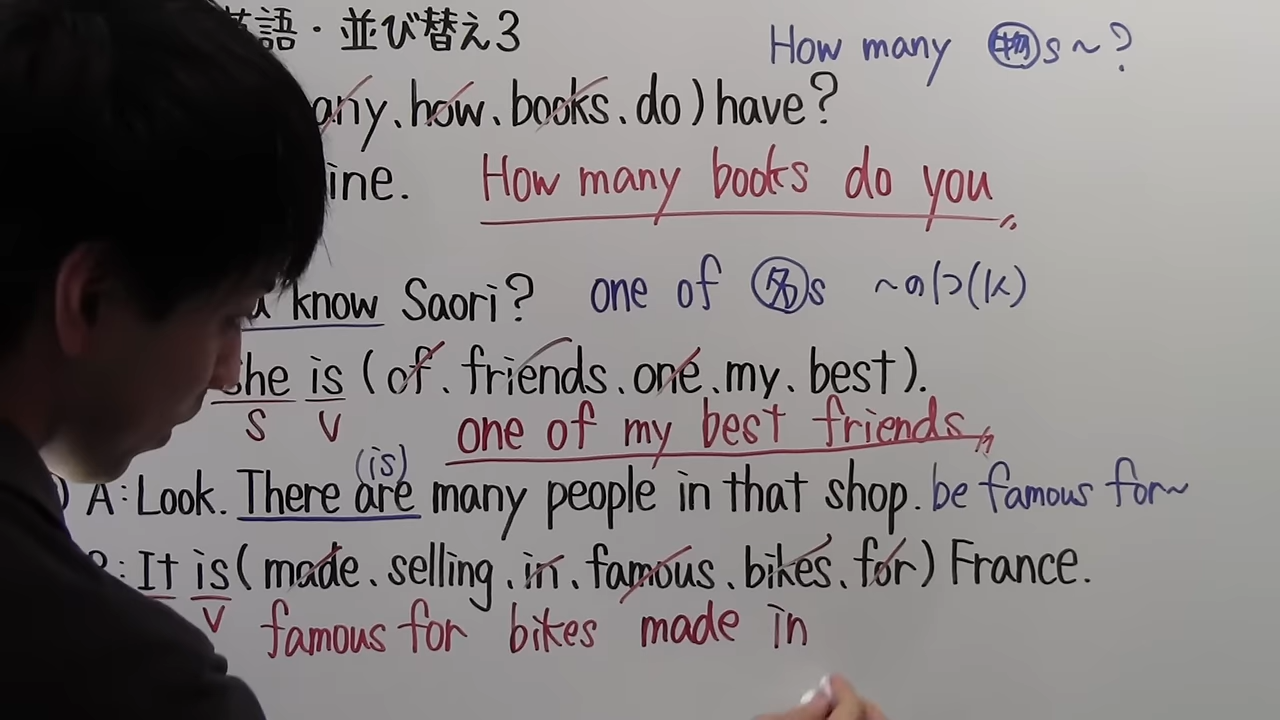 語・並び替え3 How many 物s~?
any.how.books.do)have?
ine. How many books do you
know Saori? one of 名s ~の1つ(1人)
She is (of.friends.one.my.best).
S V one of my best friends
(is)
A:Look. There are many people in that shop. be famous for~
B:It is(made.selling.in.famous.bikes.for)France.
V famous for bikes made in